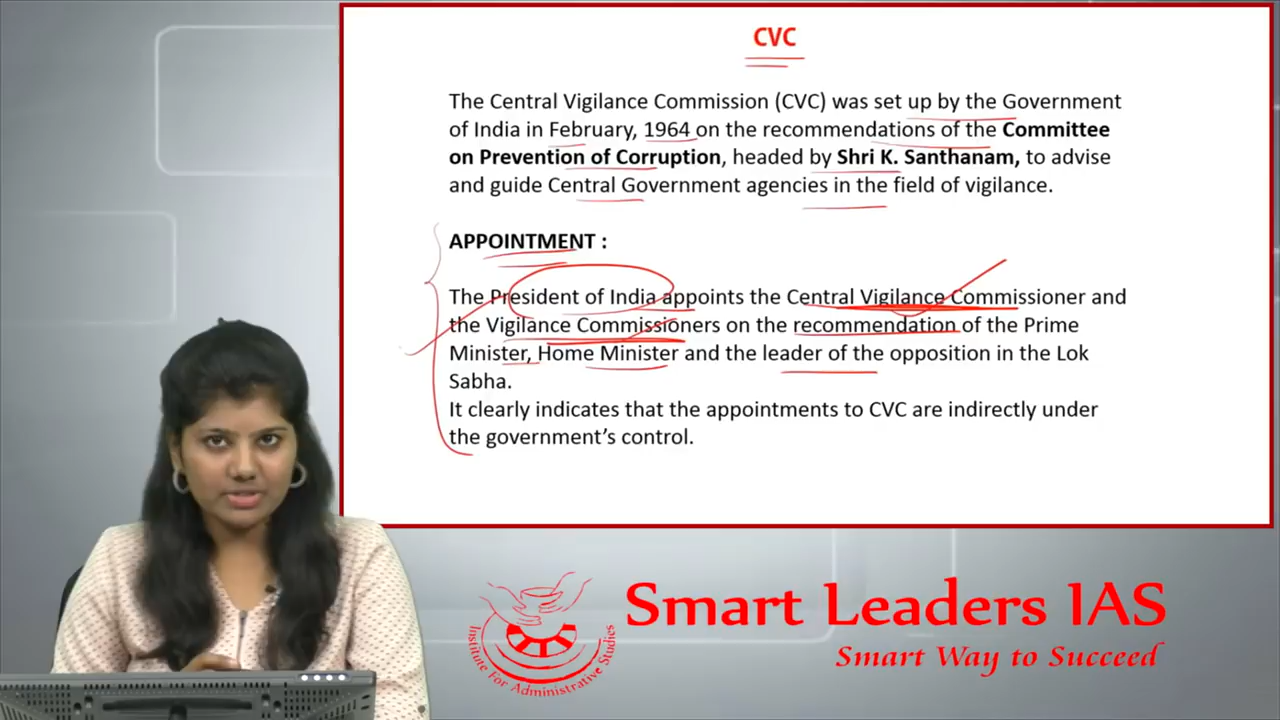 CVC
The Central Vigilance Commission (CVC) was set up by the Government
of India in February, 1964 on the recommendations of the Committee
on Prevention of Corruption, headed by Shri K. Santhanam, to advise
and guide Central Government agencies in the field of vigilance.
APPOINTMENT :
The President of India appoints the Central Vigilance Commissioner and
the Vigilance Commissioners on the recommendation of the Prime
Minister, Home Minister and the leader of the opposition in the Lok
Sabha.
It clearly indicates that the appointments to CVC are indirectly under
the government's control.
Institute For Administrative Studies
Smart Leaders IAS
Smart Way to Succeed